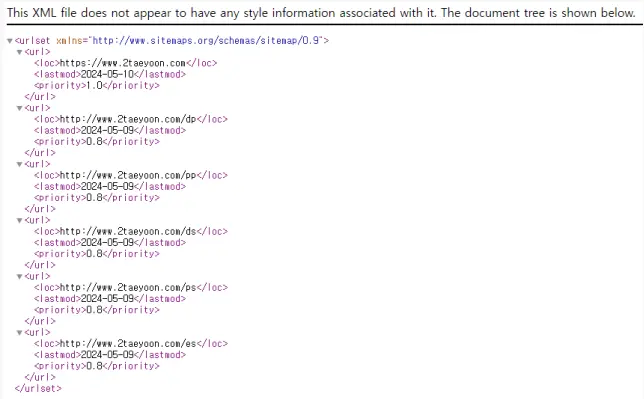 This XML file does not appear to have any style information associated with it. The document tree is shown below.
▼<urlset xmlns="http://www.sitemaps.org/schemas/sitemap/0.9">
▼<url>
<loc>https://www.2taeyoon.com</loc>
<lastmod>2024-05-10</lastmod>
<priority>1.0</priority>
</url>
▼<url>
<loc>http://www.2taeyoon.com/dp</loc>
<lastmod>2024-05-09</lastmod>
<priority>0.8</priority>
</url>
▼<url>
<loc>http://www.2taeyoon.com/pp</loc>
<lastmod>2024-05-09</lastmod>
<priority>0.8</priority>
</url>
▼<url>
<loc>http://www.2taeyoon.com/ds</loc>
<lastmod>2024-05-09</lastmod>
<priority>0.8</priority>
</url>
▼<url>
<loc>http://www.2taeyoon.com/ps</loc>
<lastmod>2024-05-09</lastmod>
<priority>0.8</priority>
</url>
▼<url>
<loc>http://www.2taeyoon.com/es</loc>
<lastmod>2024-05-09</lastmod>
<priority>0.8</priority>
</url>
</urlset>